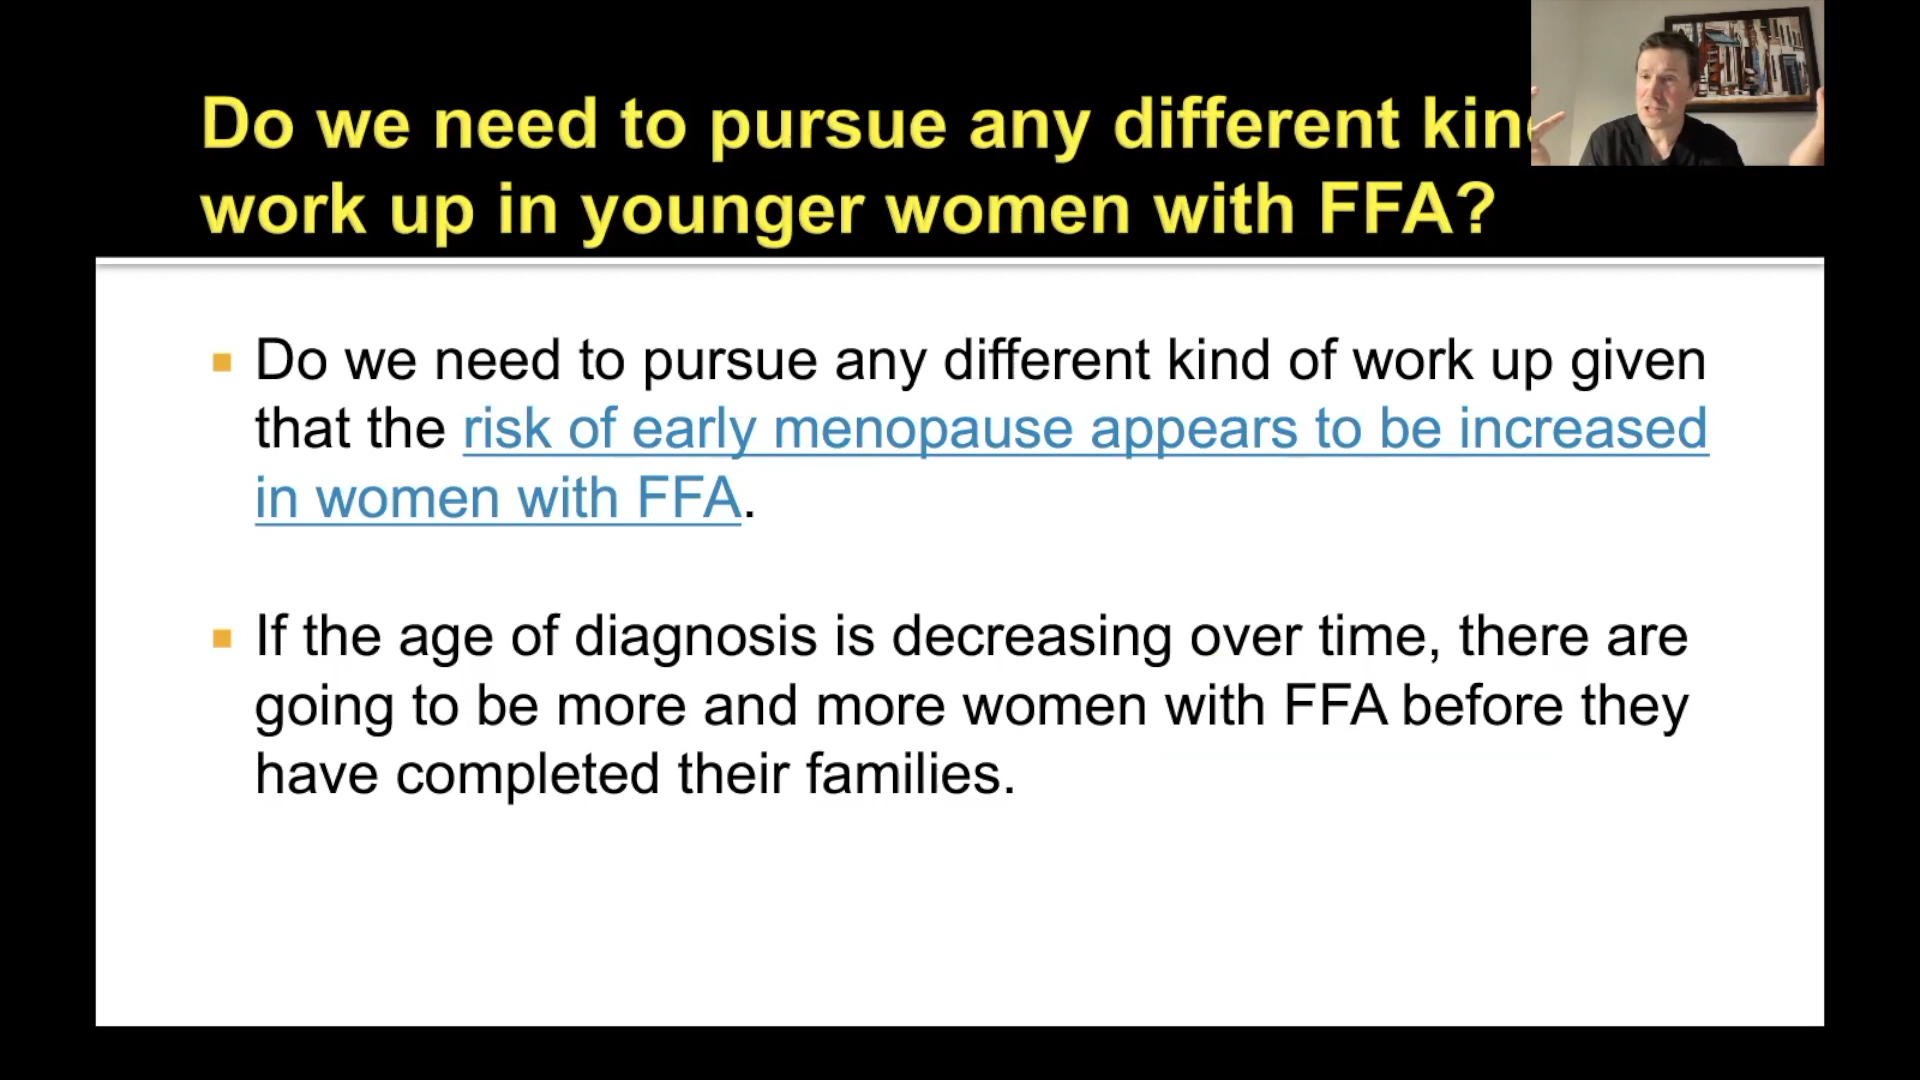 Do we need to pursue any different
work up in younger women with FFA?
Do we need to pursue any different kind of work up given
that the risk of early menopause appears to be increased
in women with FFA.
If the age of diagnosis is decreasing over time, there are
going to be more and more women with FFA before they
have completed their families.